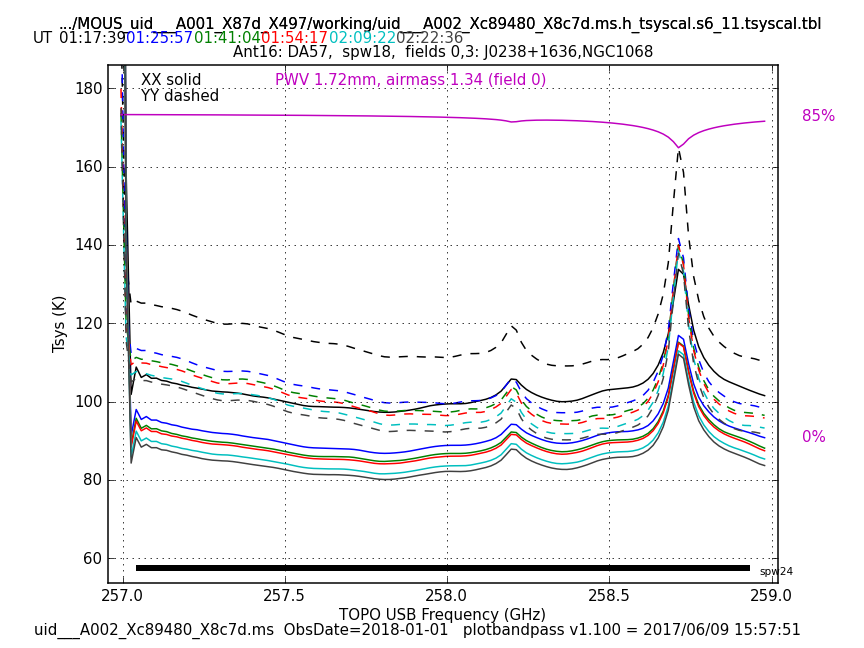 .../MOUS_uid___A001_X87d_X497/working/uid___A002_Xc89480_X8c7d.ms.h_tsyscal.s6_11.tsyscal.tbl
UT 01:17:39 01:25:57 01:41:04 01:54:17 02:09:22 02:22:36
Ant16: DA57,  spw18,  fields 0,3: J0238+1636,NGC1068
XX solid
PWV 1.72mm, airmass 1.34 (field 0)
YY dashed
180
160
140
120
100
80
60
Tsys (K)
85%
0%
spw24
257.0 257.5 258.0 258.5 259.0
TOPO USB Frequency (GHz)
uid___A002_Xc89480_X8c7d.ms  ObsDate=2018-01-01   plotbandpass v1.100 = 2017/06/09 15:57:51